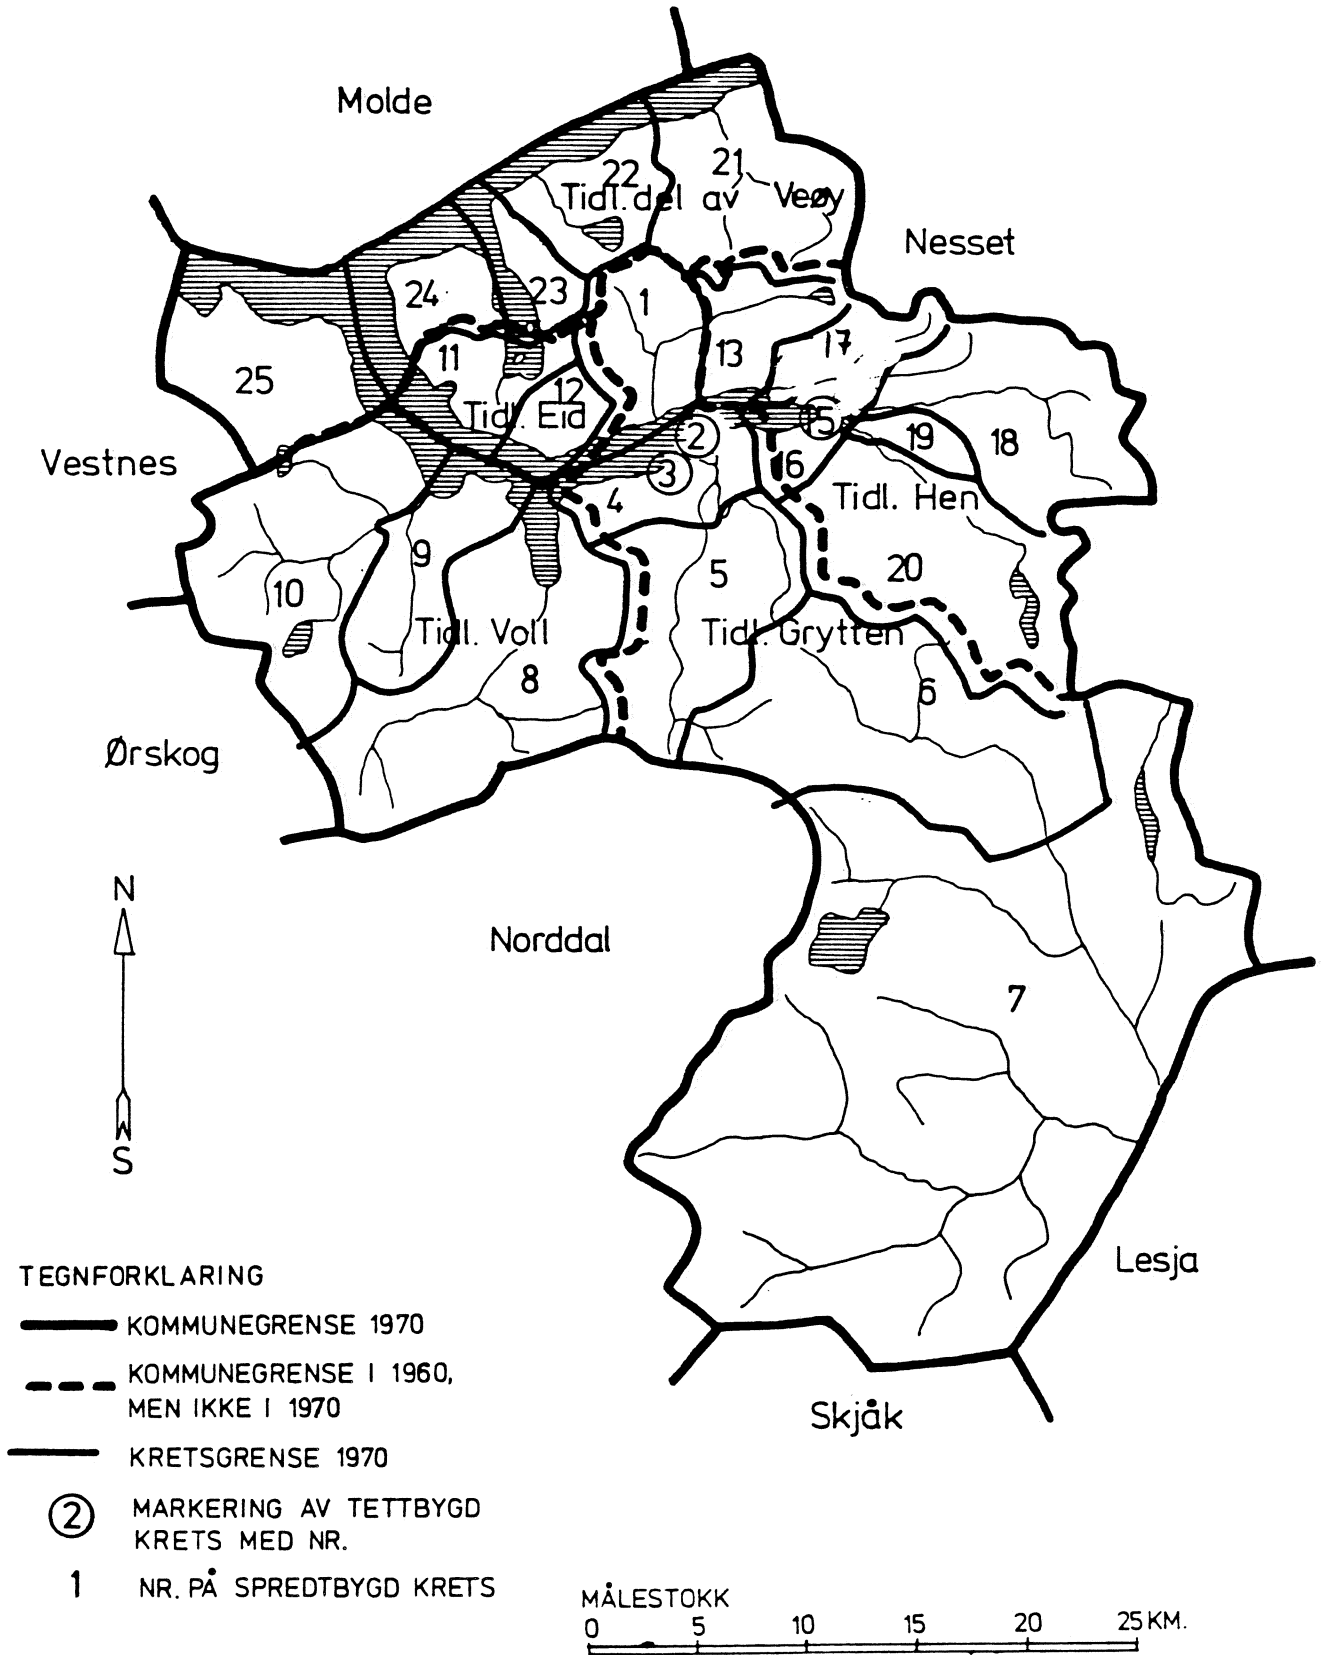 Molde
22
21
Tidl. del av Veøy
Nesset
24
23
1
11
13
17
25
12
Tidl. Eid
15
2
19
18
Vestnes
16
3
4
Tidl. Hen
9
5
20
10
Tidl. Voll
Tidl. Grytten
8
6
Ørskog
N
Norddal
7
S
Lesja
TEGNFORKLARING
KOMMUNEGRENSE 1970
KOMMUNEGRENSE I 1960,
MEN IKKE I 1970
Skjåk
KRETSGRENSE 1970
2 MARKERING AV TETTBYGD
KRETS MED NR.
1 NR. PÅ SPREDTBYGD KRETS
MÅLESTOKK
0 5 10 15 20 25 KM.